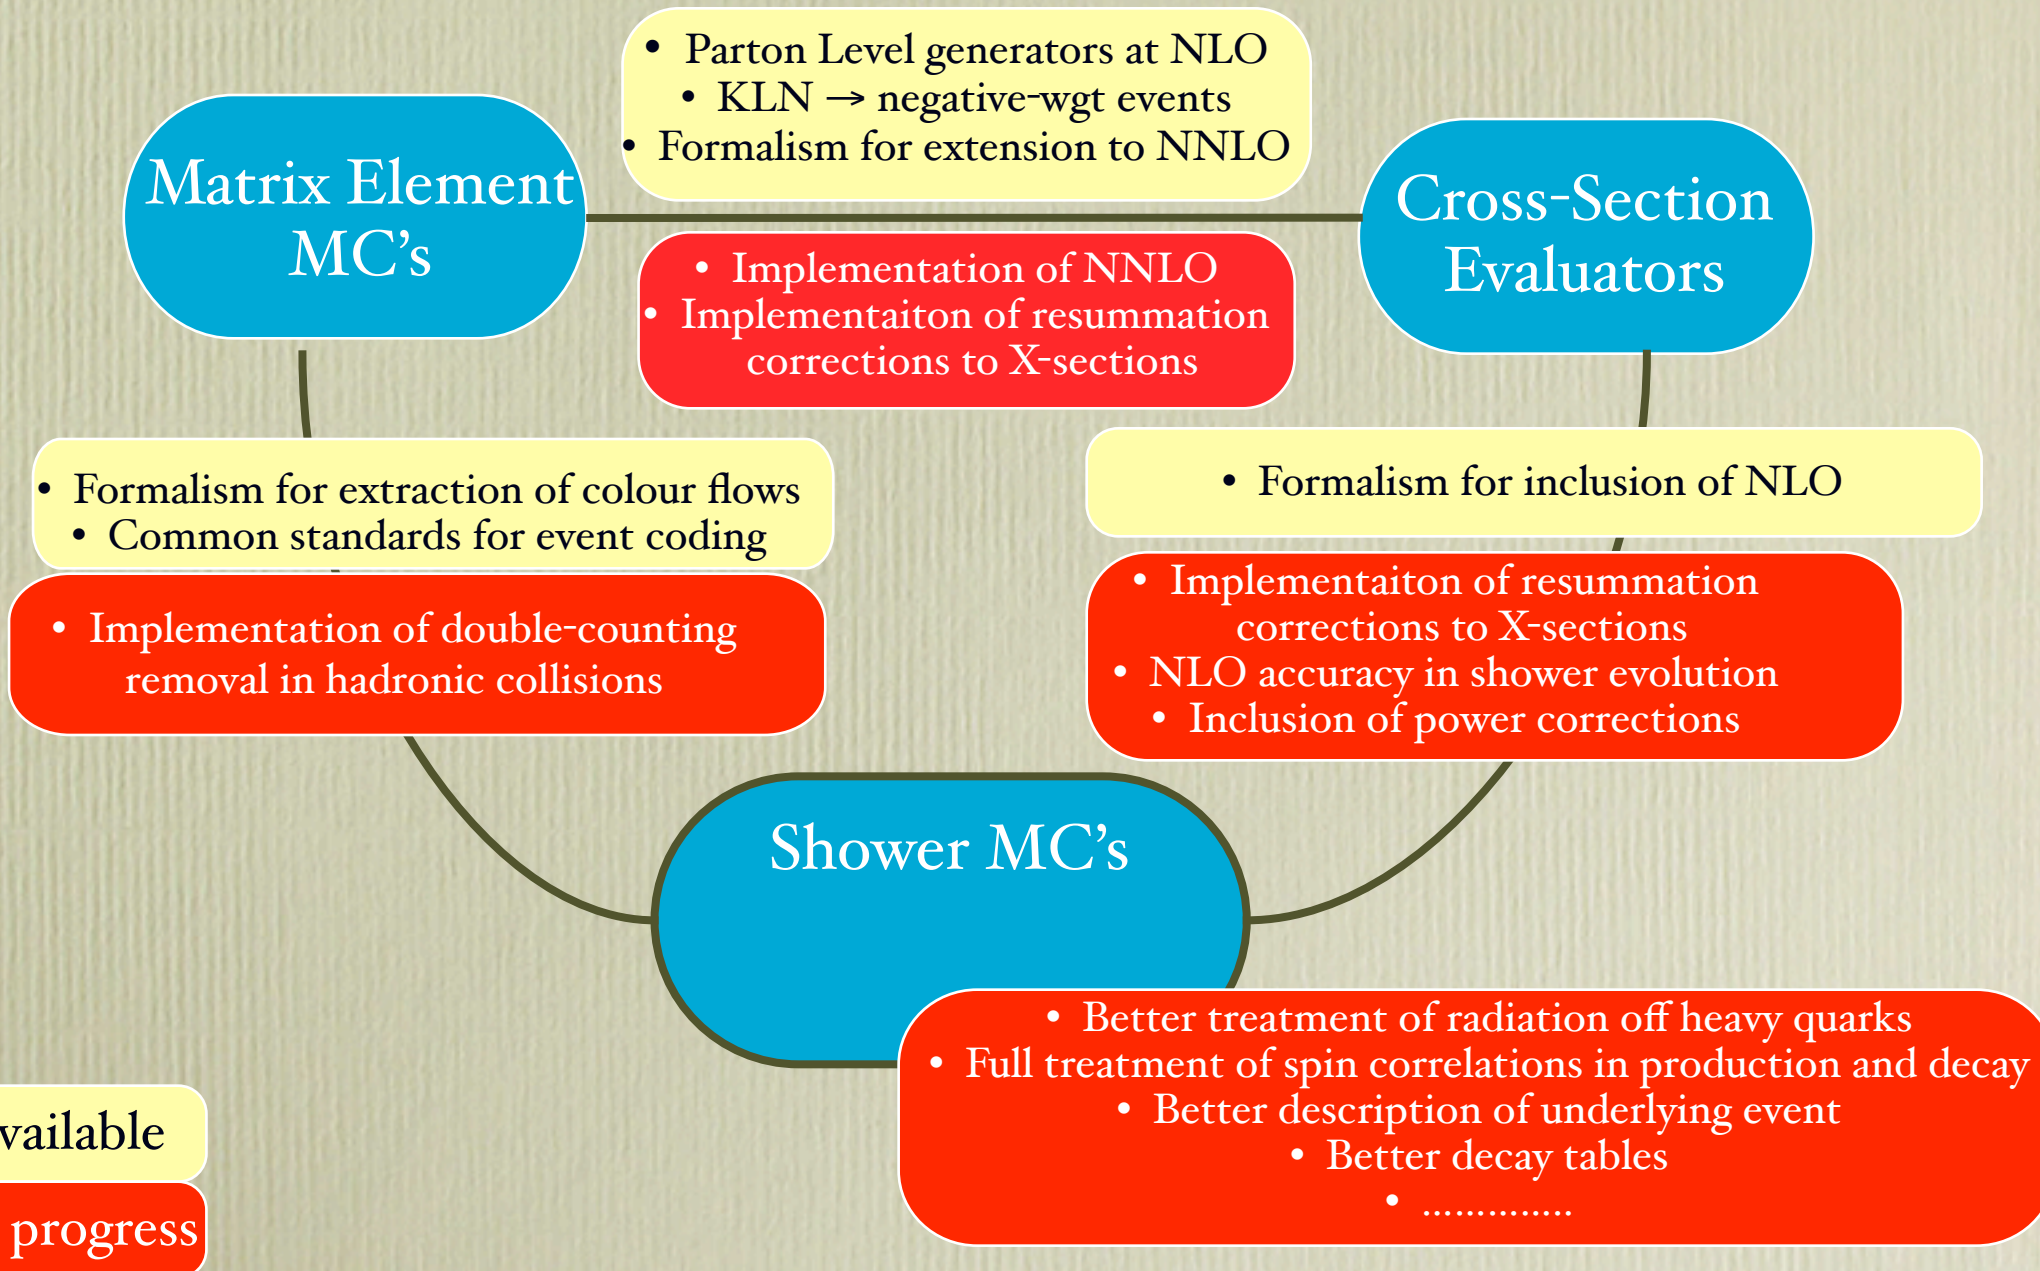 • Parton Level generators at NLO
• KLN → negative-wgt events
• Formalism for extension to NNLO
Matrix Element
MC's
Cross-Section
Evaluators
• Implementation of NNLO
• Implementaiton of resummation
corrections to X-sections
• Formalism for extraction of colour flows
• Common standards for event coding
• Implementation of double-counting
removal in hadronic collisions
• Formalism for inclusion of NLO
• Implementaiton of resummation
corrections to X-sections
• NLO accuracy in shower evolution
• Inclusion of power corrections
Shower MC's
• Better treatment of radiation off heavy quarks
• Full treatment of spin correlations in production and decay
• Better description of underlying event
• Better decay tables
• ..............
vailable
progress